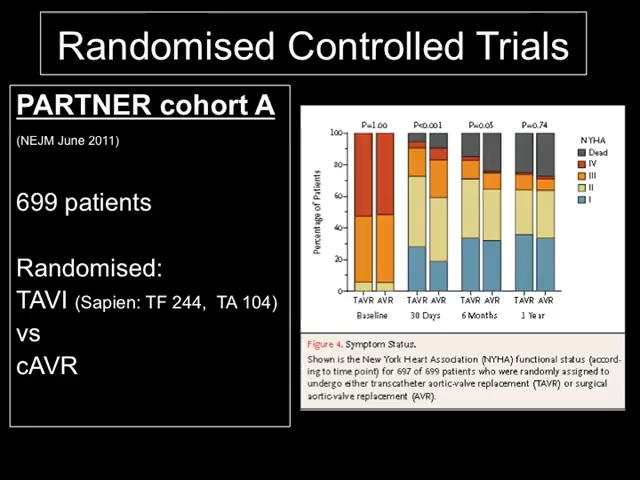 Randomised Controlled Trials
PARTNER cohort A
(NEJM June 2011)
699 patients
Randomised:
TAVI (Sapien: TF 244, TA 104)
vs
cAVR
P=1.00 P<0.001 P=0.05 P=0.74
NYHA
Dead
IV
III
II
I
Percentage of Patients
100
80
60
40
20
0
TAVR AVR TAVR AVR TAVR AVR TAVR AVR
Baseline 30 Days 6 Months 1 Year
Figure 4. Symptom Status.
Shown is the New York Heart Association (NYHA) functional status (accord-
ing to time point) for 697 of 699 patients who were randomly assigned to
undergo either transcatheter aortic-valve replacement (TAVR) or surgical
aortic-valve replacement (AVR).